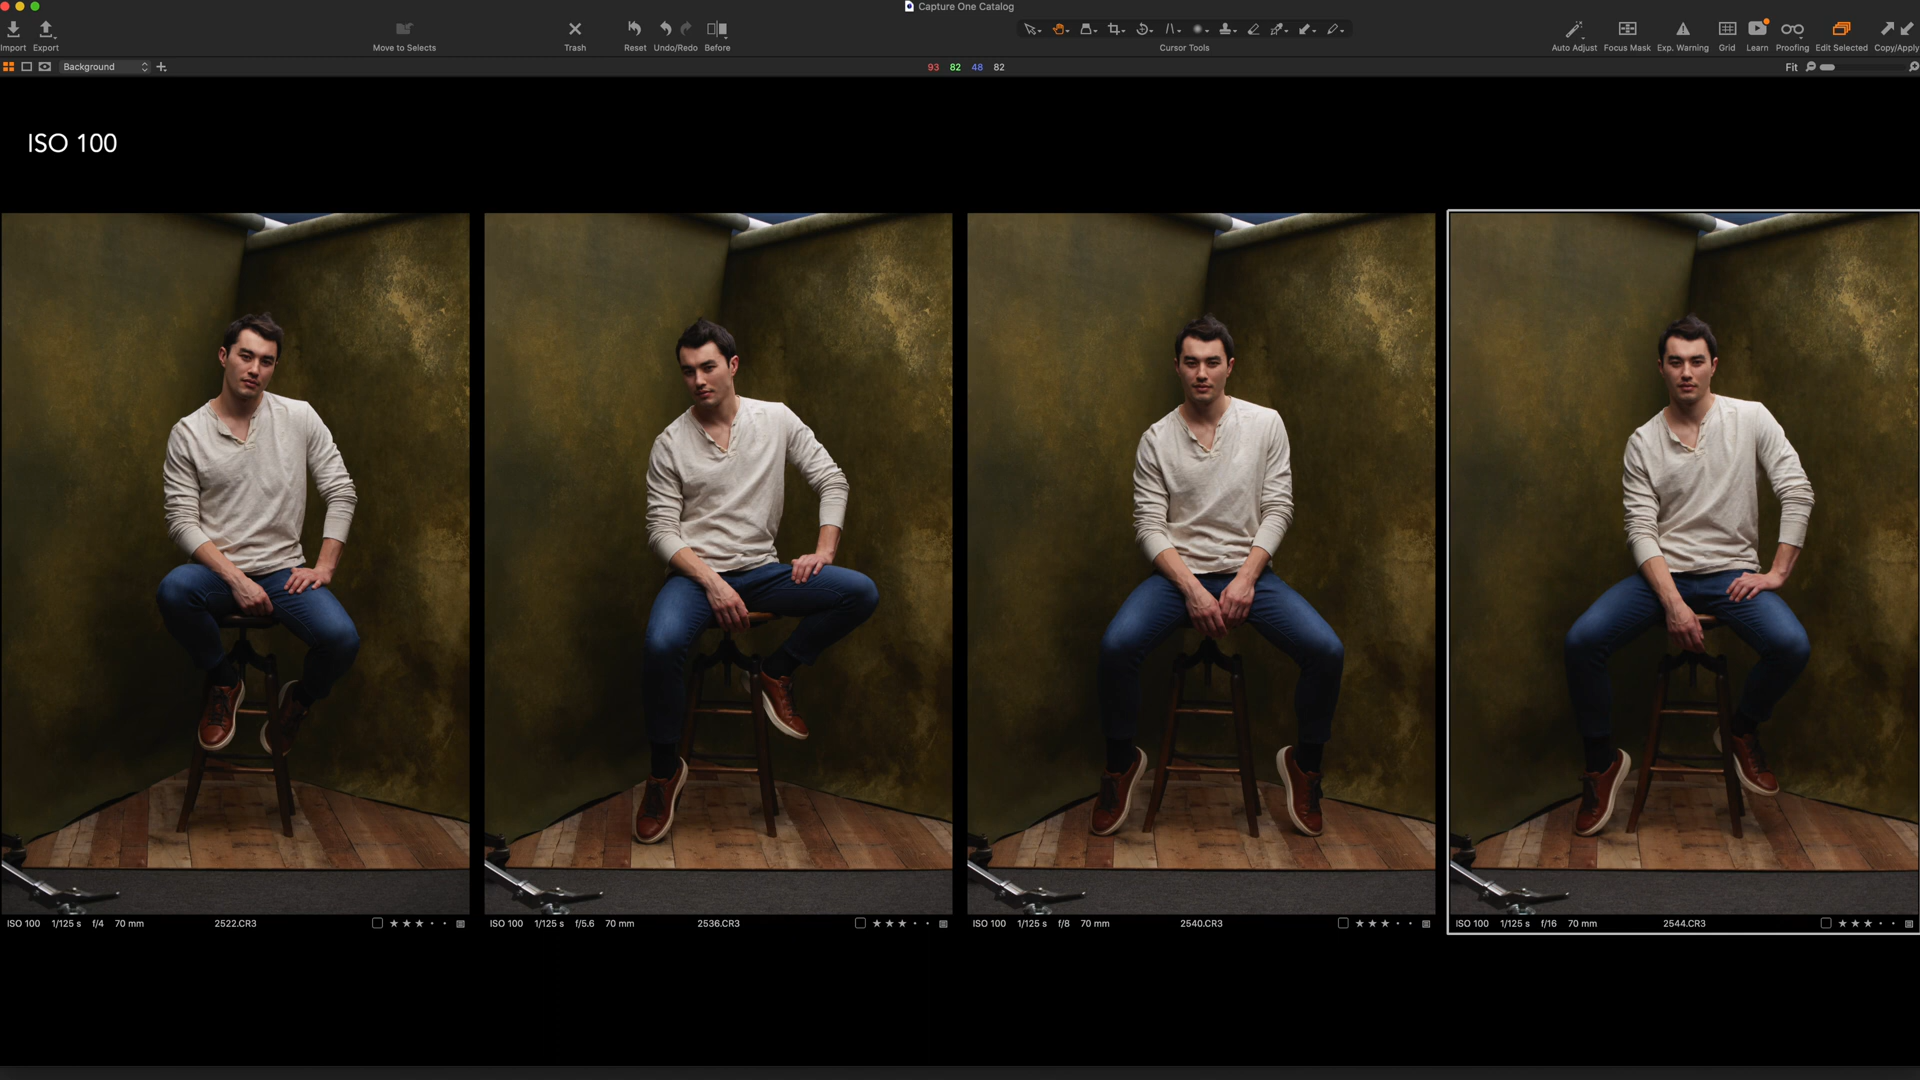 Capture One Catalog
Import Export Move to Selects Trash Reset Undo/Redo Before Cursor Tools Auto Adjust Focus Mask Exp. Warning Grid Learn Proofing Edit Selected Copy/Apply
Background 93 82 48 82 Fit
ISO 100
ISO 100 1/125 s f/4 70 mm 2522.CR3
ISO 100 1/125 s f/5.6 70 mm 2536.CR3
ISO 100 1/125 s f/8 70 mm 2540.CR3
ISO 100 1/125 s f/16 70 mm 2544.CR3